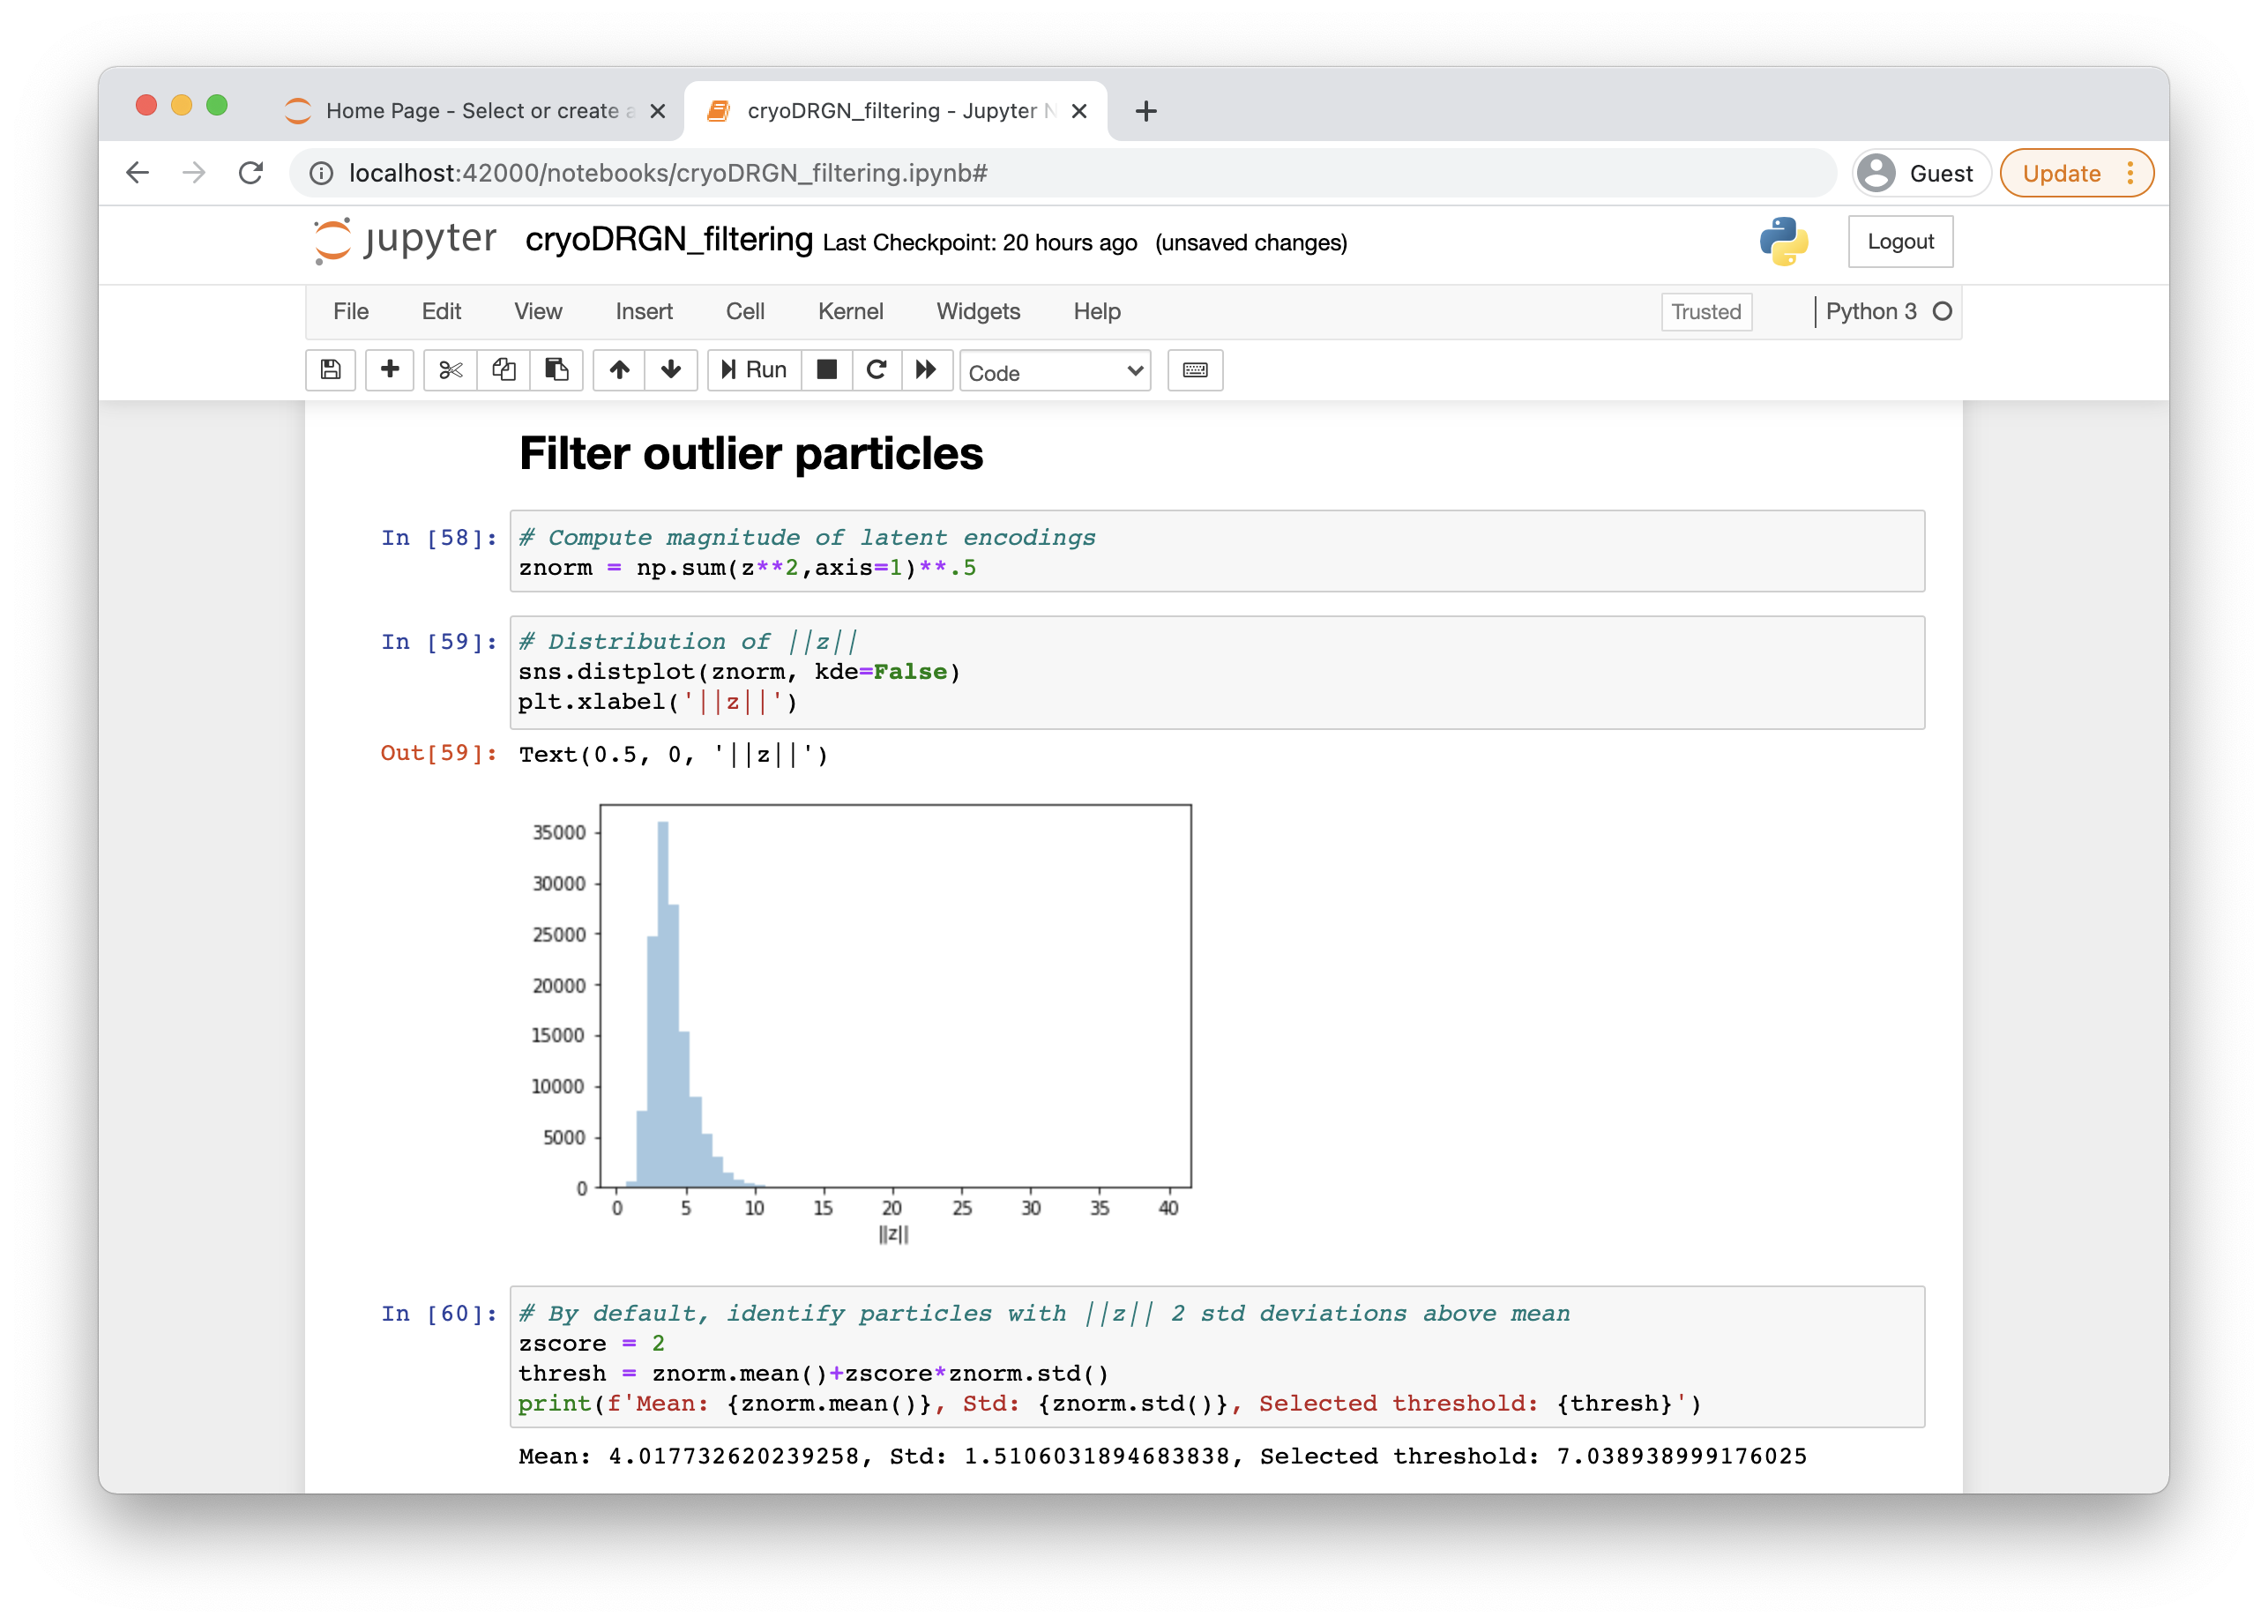 Home Page - Select or create a
cryoDRGN_filtering - Jupyter N
localhost:42000/notebooks/cryoDRGN_filtering.ipynb#
Guest
Update
jupyter
cryoDRGN_filtering Last Checkpoint: 20 hours ago (unsaved changes)
Logout
File Edit View Insert Cell Kernel Widgets Help
Trusted
Python 3
Run
Code
Filter outlier particles
In [58]:
# Compute magnitude of latent encodings
znorm = np.sum(z**2,axis=1)**.5
In [59]:
# Distribution of ||z||
sns.distplot(znorm, kde=False)
plt.xlabel('||z||')
Out[59]:
Text(0.5, 0, '||z||')
35000
30000
25000
20000
15000
10000
5000
0
0 5 10 15 20 25 30 35 40
||z||
In [60]:
# By default, identify particles with ||z|| 2 std deviations above mean
zscore = 2
thresh = znorm.mean()+zscore*znorm.std()
print(f'Mean: {znorm.mean()}, Std: {znorm.std()}, Selected threshold: {thresh}')
Mean: 4.017732620239258, Std: 1.5106031894683838, Selected threshold: 7.038938999176025